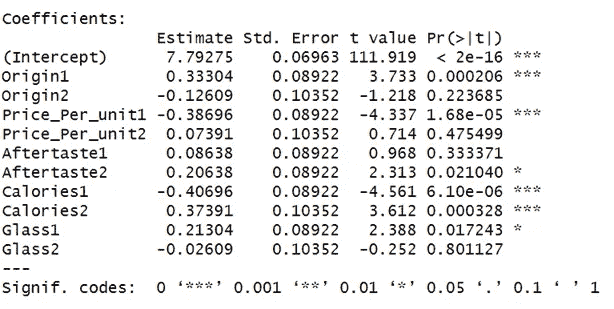 Coefficients:
                Estimate Std. Error t value Pr(>|t|)
(Intercept)      7.79275    0.06963 111.919  < 2e-16 ***
Origin1          0.33304    0.08922   3.733 0.000206 ***
Origin2         -0.12609    0.10352  -1.218 0.223685
Price_Per_unit1 -0.38696    0.08922  -4.337 1.68e-05 ***
Price_Per_unit2  0.07391    0.10352   0.714 0.475499
Aftertaste1      0.08638    0.08922   0.968 0.333371
Aftertaste2      0.20638    0.08922   2.313 0.021040 *
Calories1       -0.40696    0.08922  -4.561 6.10e-06 ***
Calories2        0.37391    0.10352   3.612 0.000328 ***
Glass1           0.21304    0.08922   2.388 0.017243 *
Glass2          -0.02609    0.10352  -0.252 0.801127
---
Signif. codes:  0 ‘***’ 0.001 ‘**’ 0.01 ‘*’ 0.05 ‘.’ 0.1 ‘ ’ 1